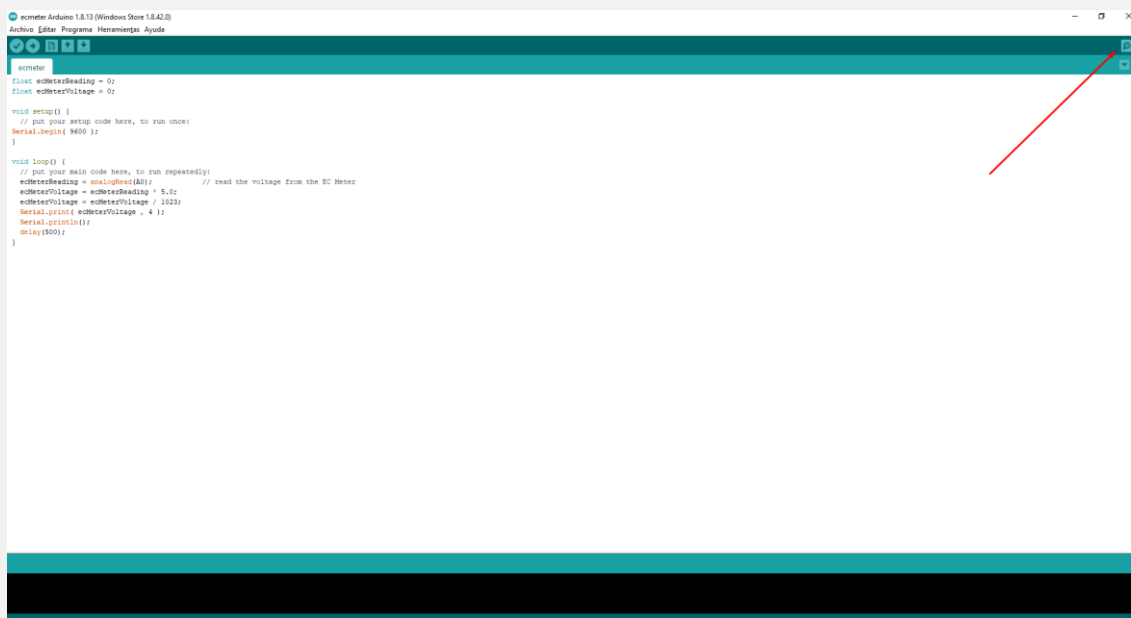 ecmeter Arduino 1.8.13 (Windows Store 1.8.42.0)
Archivo Editar Programa Herramientas Ayuda
ecmeter
float ecMeterReading = 0;
float ecMeterVoltage = 0;
void setup() {
// put your setup code here, to run once:
Serial.begin( 9600 );
}
void loop() {
// put your main code here, to run repeatedly:
ecMeterReading = analogRead(A0); // read the voltage from the EC Meter
ecMeterVoltage = ecMeterReading * 5.0;
ecMeterVoltage = ecMeterVoltage / 1023;
Serial.print( ecMeterVoltage , 4 );
Serial.println();
delay(500);
}